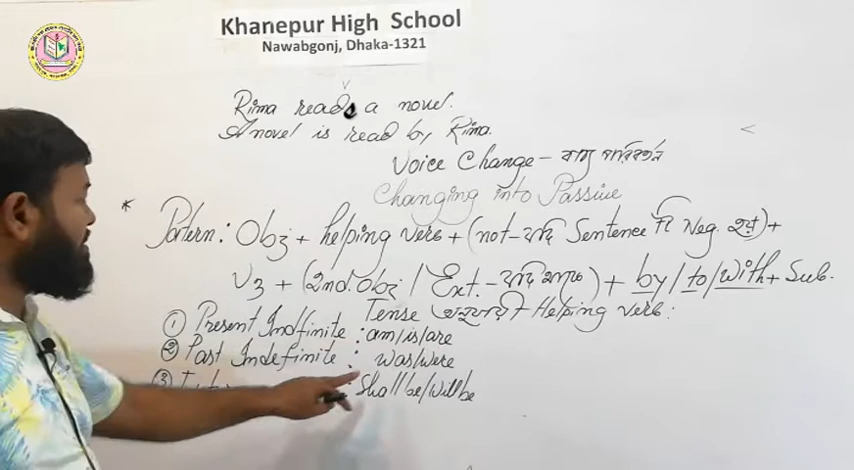 Khanepur High School
Nawabgonj, Dhaka-1321
Rima reads a novel.
A novel is read by Rima.
Voice Change - বাচ্য পরিবর্তন
Changing into Passive
* Pattern: Obj + helping verb + (not-যদি Sentence টি Neg. হয়) +
V3 + (2nd. Obj / Ext. - যদি থাকে) + by/to/with + Sub.
Tense অনুযায়ী Helping verb:
① Present Indfinite : am/is/are
② Past Indefinite : was/were
③ : Shall be/will be